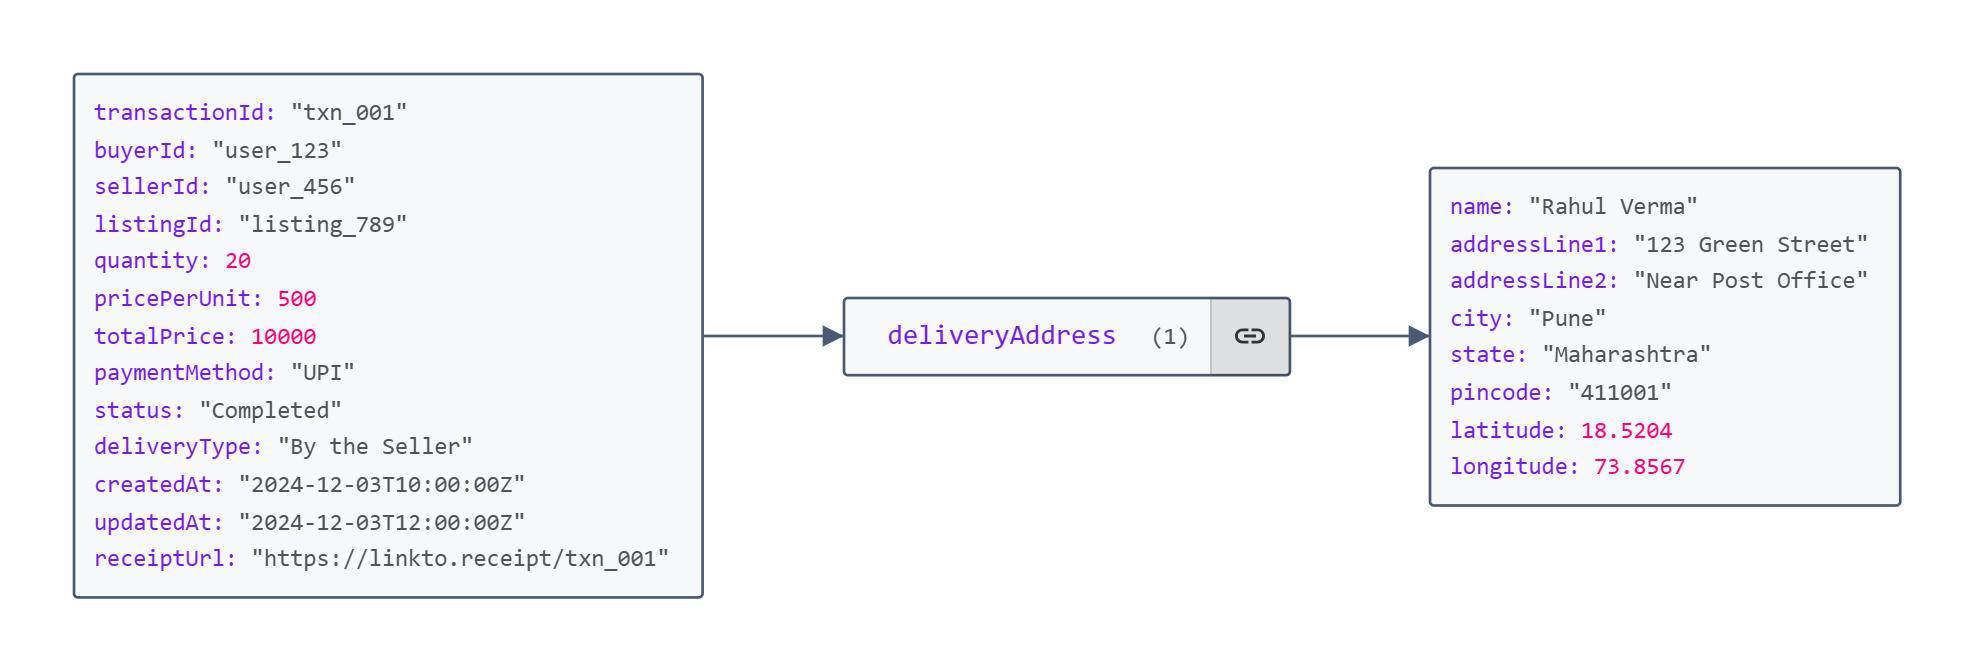 transactionId: "txn_001"
buyerId: "user_123"
sellerId: "user_456"
listingId: "listing_789"
quantity: 20
pricePerUnit: 500
totalPrice: 10000
paymentMethod: "UPI"
status: "Completed"
deliveryType: "By the Seller"
createdAt: "2024-12-03T10:00:00Z"
updatedAt: "2024-12-03T12:00:00Z"
receiptUrl: "https://linkto.receipt/txn_001"
deliveryAddress (1)
name: "Rahul Verma"
addressLine1: "123 Green Street"
addressLine2: "Near Post Office"
city: "Pune"
state: "Maharashtra"
pincode: "411001"
latitude: 18.5204
longitude: 73.8567